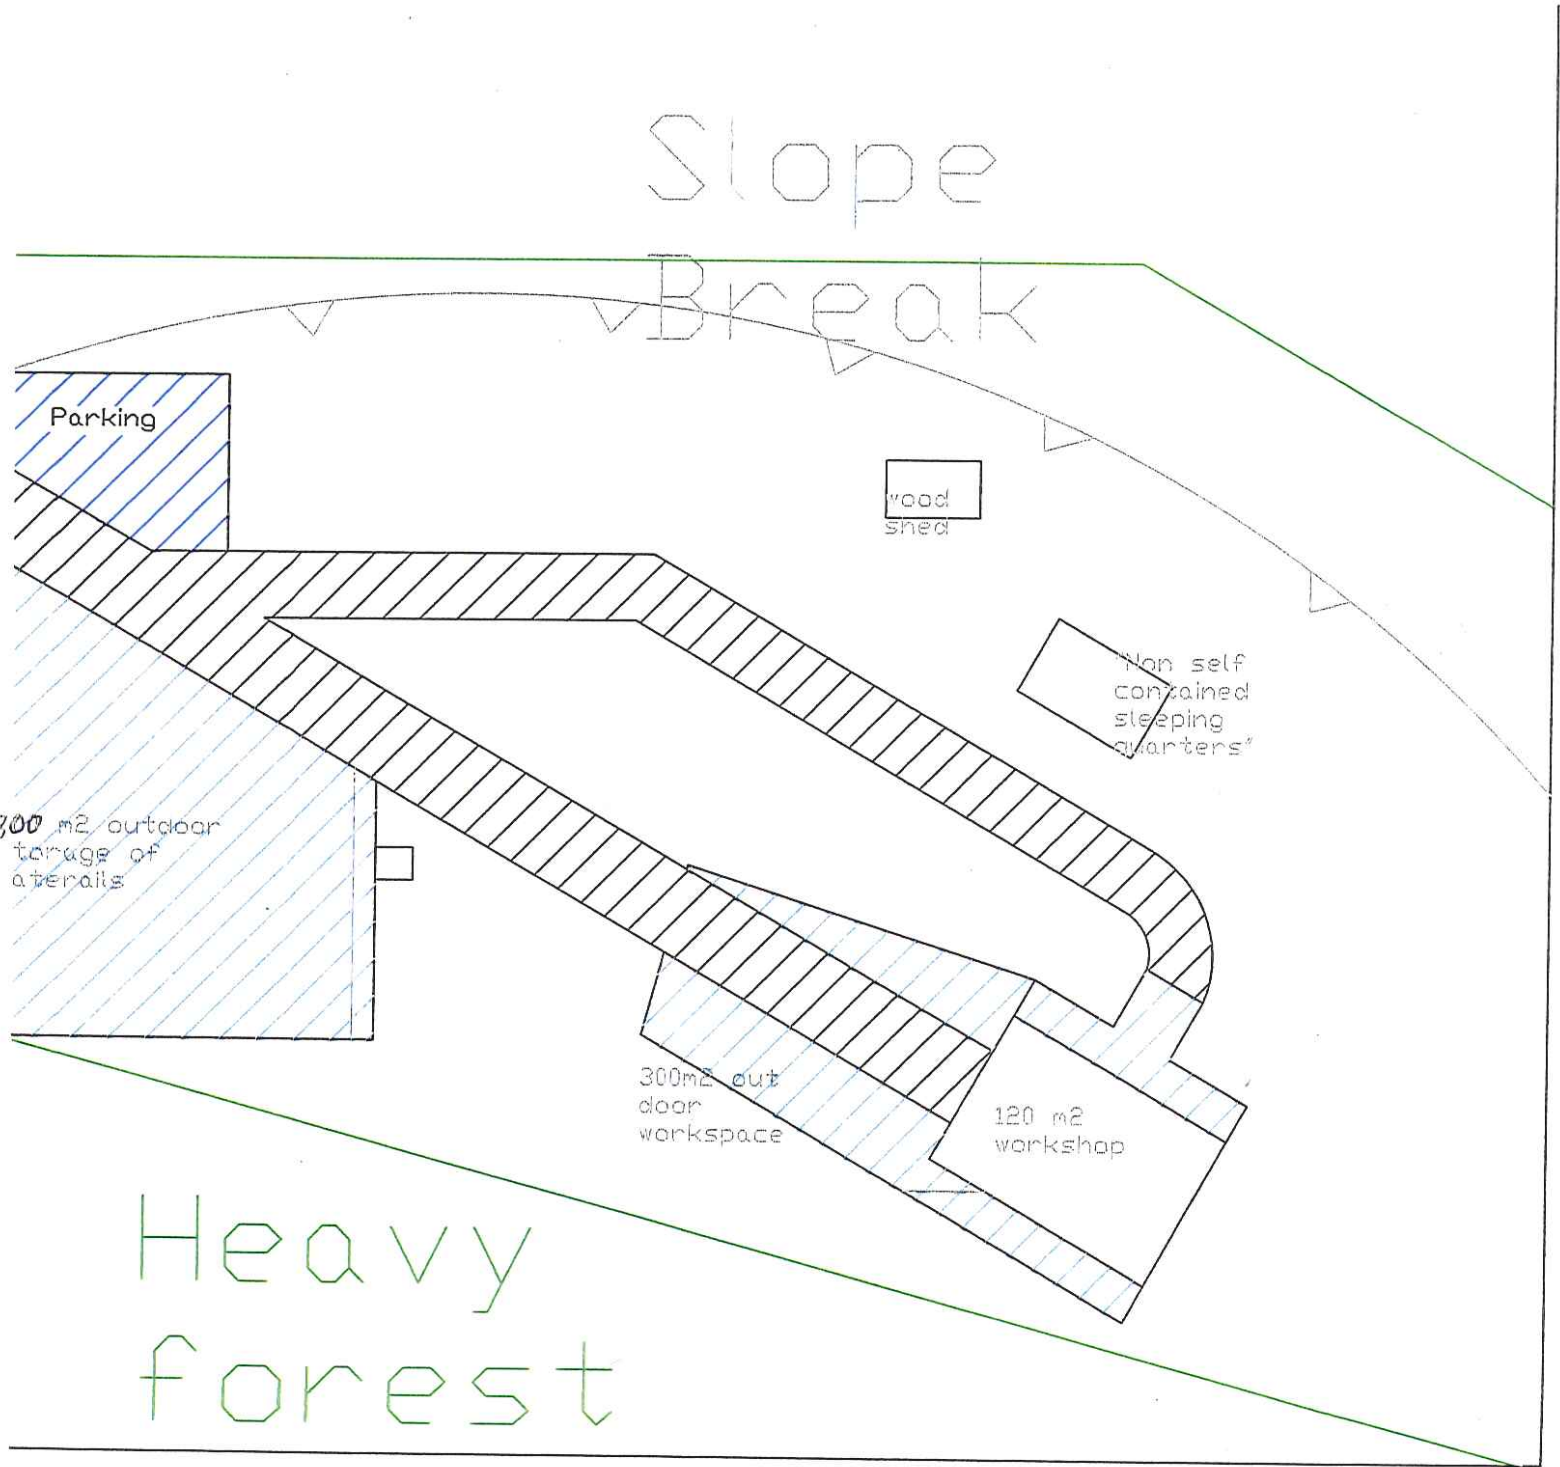 Slope
Break
Parking
wood
shed
"Non self
contained
sleeping
quarters"
m2 outdoor
torage of
aterails
300m2 out
door
workspace
120 m2
workshop
Heavy
forest